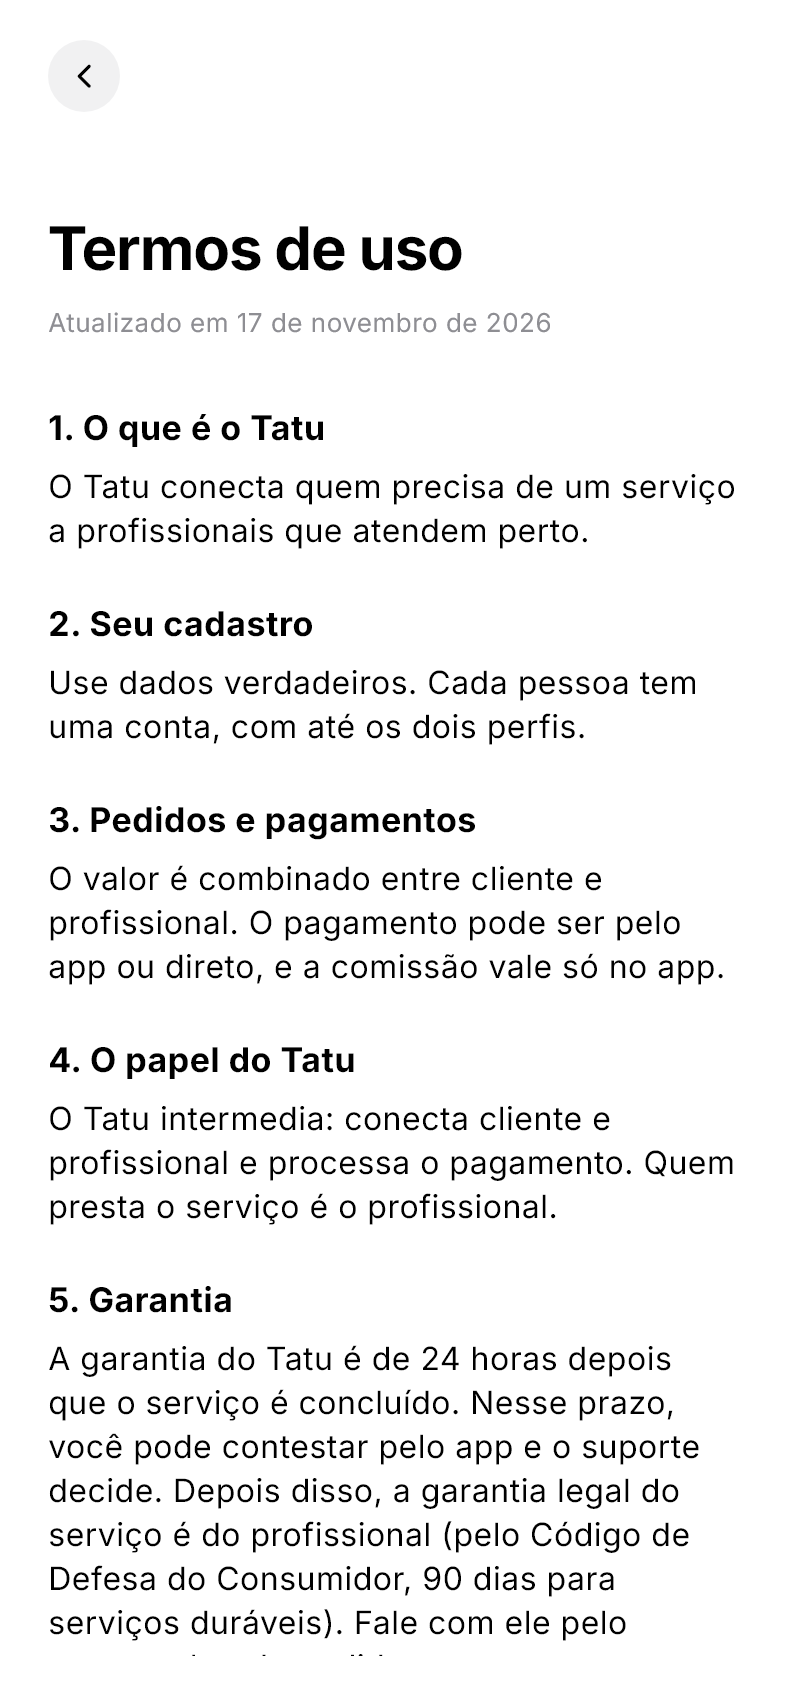 Termos de uso
Atualizado em 17 de novembro de 2026
1. O que é o Tatu
O Tatu conecta quem precisa de um serviço
a profissionais que atendem perto.
2. Seu cadastro
Use dados verdadeiros. Cada pessoa tem
uma conta, com até os dois perfis.
3. Pedidos e pagamentos
O valor é combinado entre cliente e
profissional. O pagamento pode ser pelo
app ou direto, e a comissão vale só no app.
4. O papel do Tatu
O Tatu intermedia: conecta cliente e
profissional e processa o pagamento. Quem
presta o serviço é o profissional.
5. Garantia
A garantia do Tatu é de 24 horas depois
que o serviço é concluído. Nesse prazo,
você pode contestar pelo app e o suporte
decide. Depois disso, a garantia legal do
serviço é do profissional (pelo Código de
Defesa do Consumidor, 90 dias para
serviços duráveis). Fale com ele pelo